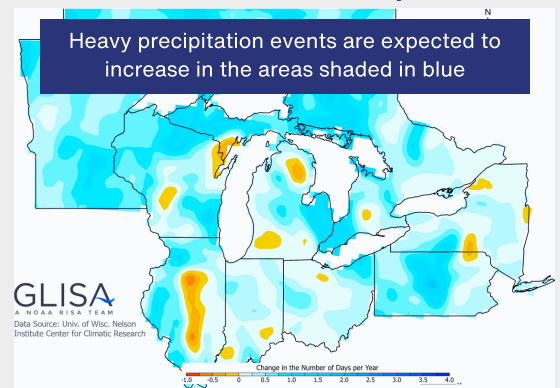 N
Heavy precipitation events are expected to
increase in the areas shaded in blue
GLISA
A NOAA RISA TEAM
Data Source: Univ. of Wisc. Nelson
Institute Center for Climatic Research
Change in the Number of Days per Year
-1.0 -0.5 0 0.5 1.0 1.5 2.0 2.5 3.0 3.5 4.0